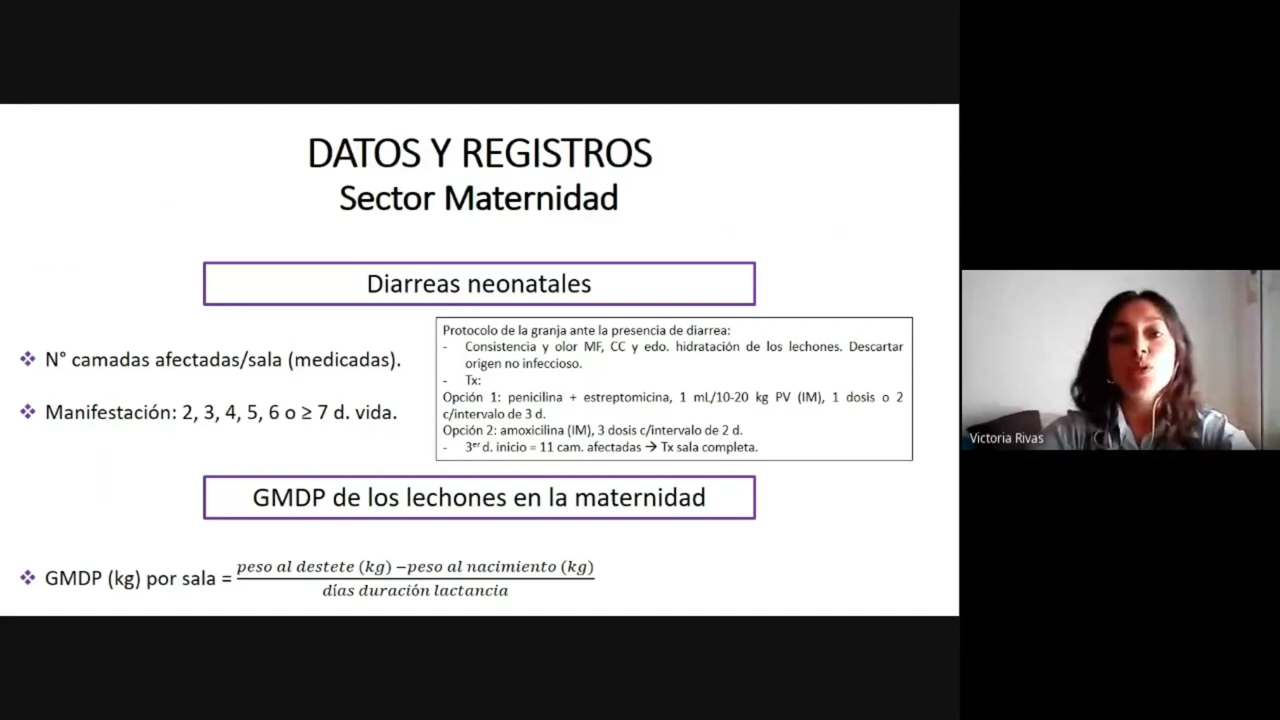 DATOS Y REGISTROS
Sector Maternidad
Diarreas neonatales
❖ N° camadas afectadas/sala (medicadas).
❖ Manifestación: 2, 3, 4, 5, 6 o ≥ 7 d. vida.
Protocolo de la granja ante la presencia de diarrea:
- Consistencia y olor MF, CC y edo. hidratación de los lechones. Descartar
origen no infeccioso.
- Tx:
Opción 1: penicilina + estreptomicina, 1 mL/10-20 kg PV (IM), 1 dosis o 2
c/intervalo de 3 d.
Opción 2: amoxicilina (IM), 3 dosis c/intervalo de 2 d.
- 3er d. inicio = 11 cam. afectadas → Tx sala completa.
GMDP de los lechones en la maternidad
❖ GMDP (kg) por sala = peso al destete (kg) −peso al nacimiento (kg)
días duración lactancia
Victoria Rivas